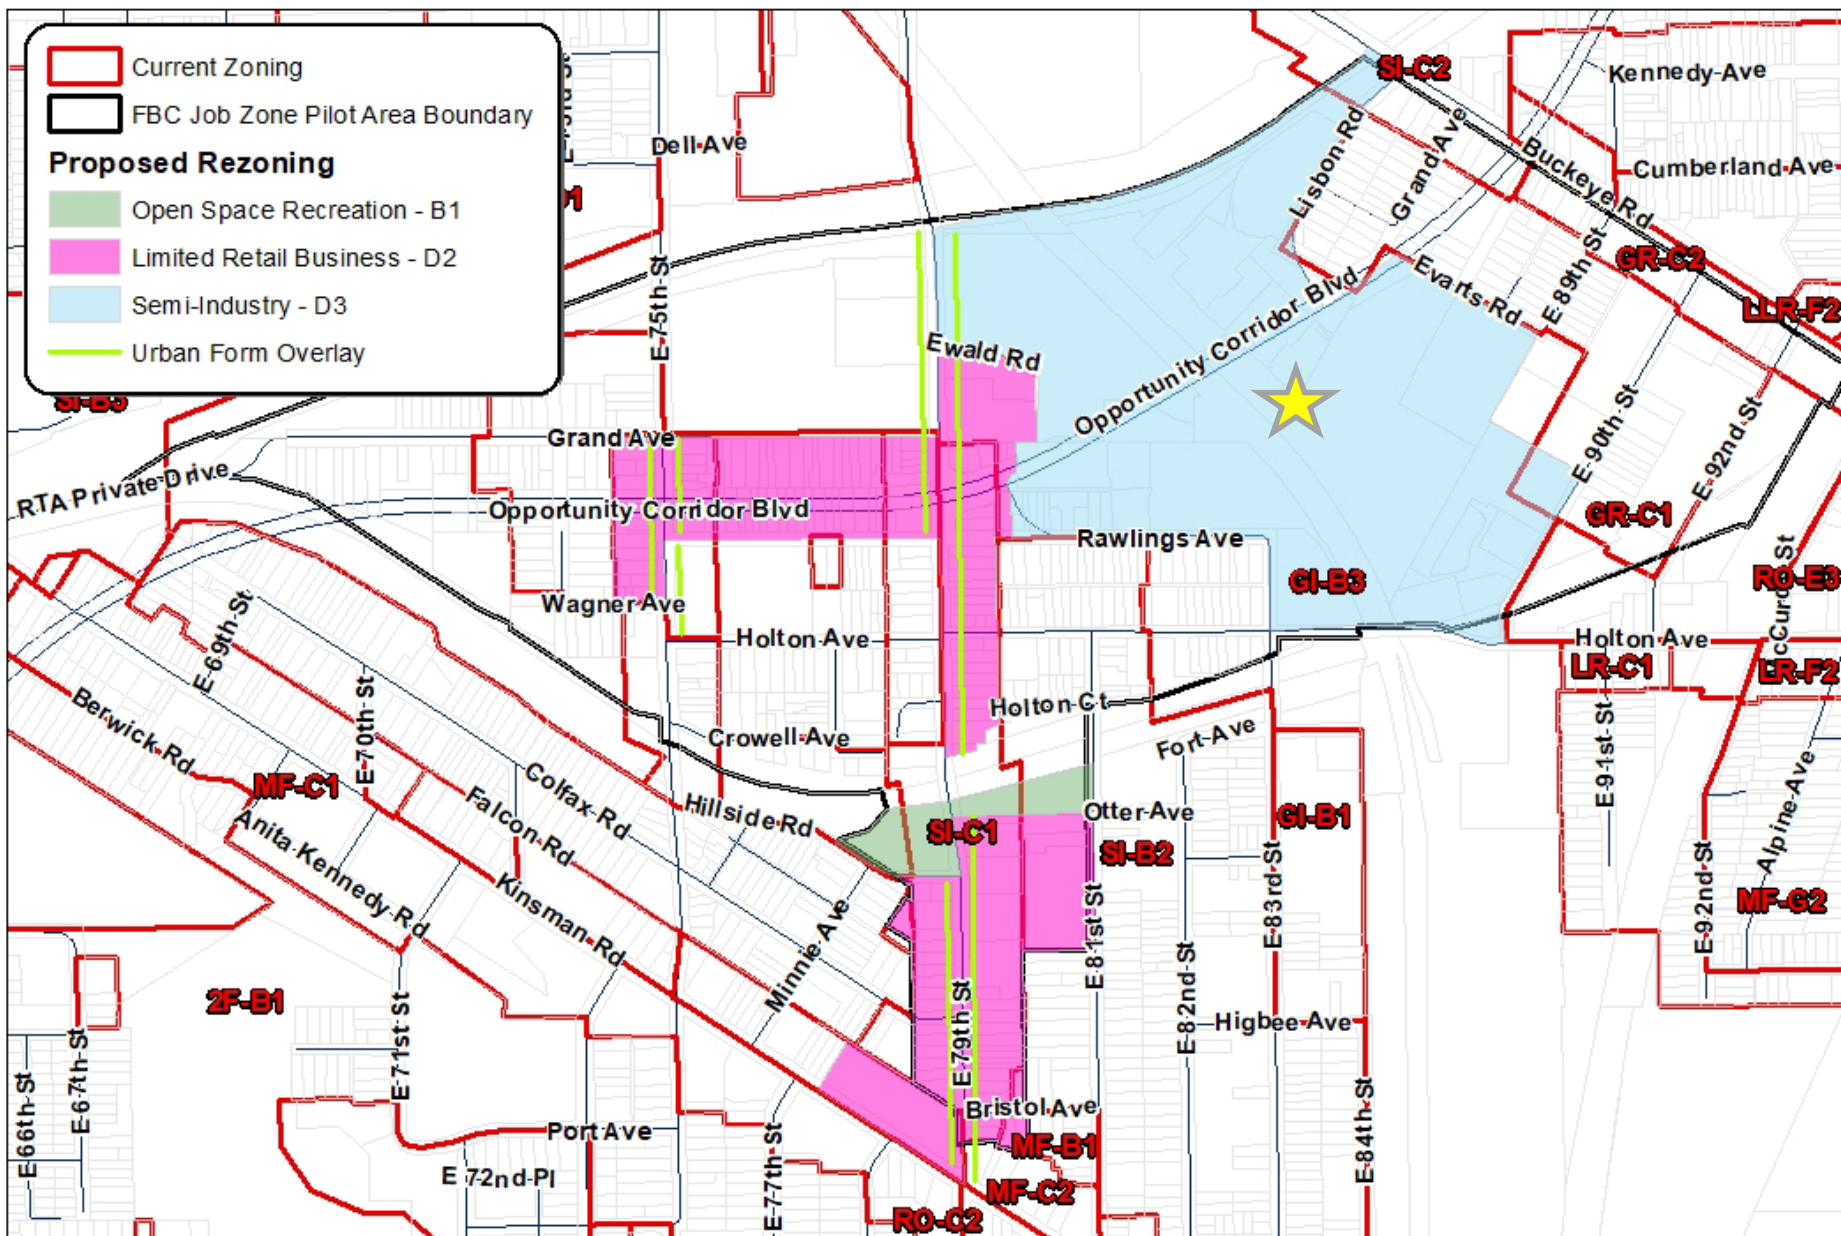 Current Zoning
FBC Job Zone Pilot Area Boundary
Proposed Rezoning
Open Space Recreation - B1
Limited Retail Business - D2
Semi-Industry - D3
Urban Form Overlay
SI-C2
Kennedy-Ave
Dell-Ave
Lisbon Rd
Grand Ave
Buckeye Rd
Cumberland-Ave
E-89th-St
GR-C2
E-75th-St
Evarts-Rd
LLR-F2
Ewald Rd
Opportunity Corridor Blvd
SI-B3
Grand Ave
E-90th-St
E-92nd-St
RTA Private Drive
Opportunity Corridor Blvd
GR-C1
Rawlings Ave
GI-B3
RO-E3
Wagner Ave
Holton-Ave
Holton Ave
E-69th-St
LR-C1
LR-F2
Berwick Rd
E-70th-St
Holton-Ct
Crowell-Ave
Fort-Ave
E-91st-St
MF-C1
Colfax-Rd
Falcon-Rd
Hillside Rd
Otter-Ave
SI-C1
SI-B2
GI-B1
Alpine-Ave
Anita-Kennedy-Rd
Kinsman-Rd
Minnie-Ave
E-81st-St
E-83rd-St
E-92nd-St
MF-G2
2F-B1
E-71st St
E-79th-St
E-82nd-St
Higbee-Ave
E-66th-St
E-67th-St
Port-Ave
E-72nd-Pl
E-77th-St
Bristol-Ave
MF-B1
MF-C2
RO-C2
E-84th-St